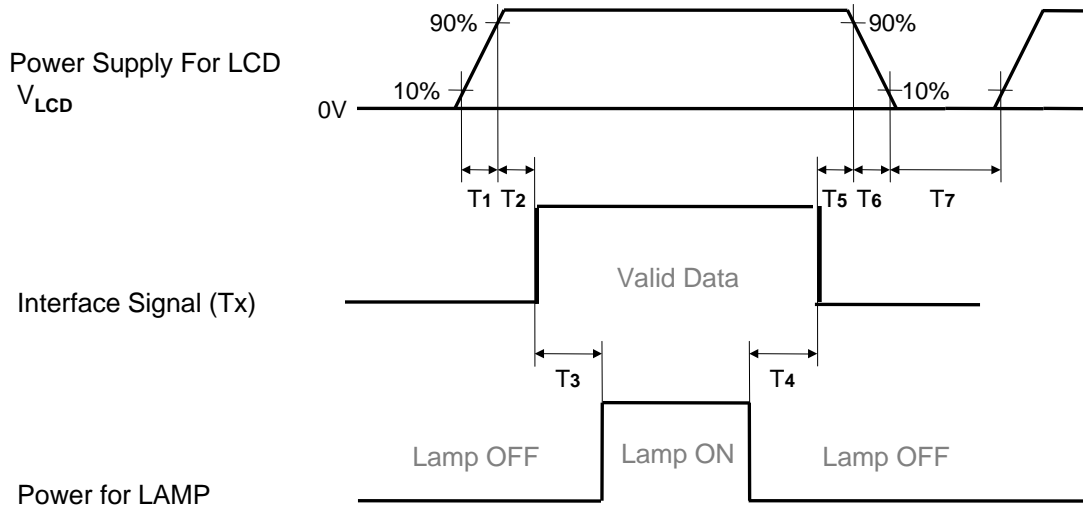 90%
90%
Power Supply For LCD
VLCD
10%
10%
0V
T1 T2
T5 T6 T7
Valid Data
Interface Signal (Tx)
T3
T4
Lamp OFF
Lamp ON
Lamp OFF
Power for LAMP